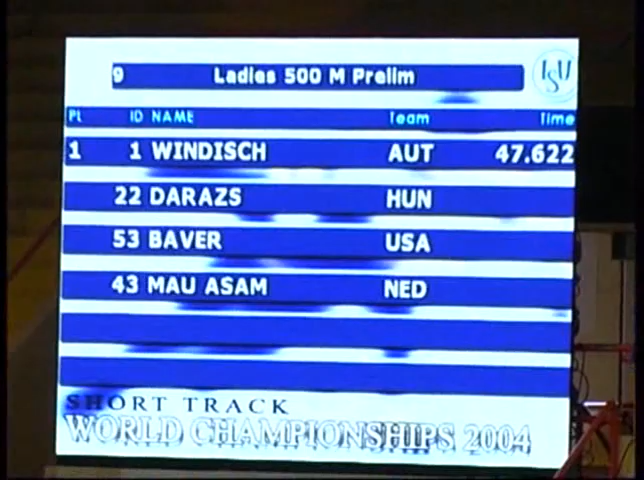 9 Ladies 500 M Prelim ISU
PL ID NAME Team Time
1 1 WINDISCH AUT 47.622
22 DARAZS HUN
53 BAVER USA
43 MAU ASAM NED
SHORT TRACK
WORLD CHAMPIONSHIPS 2004